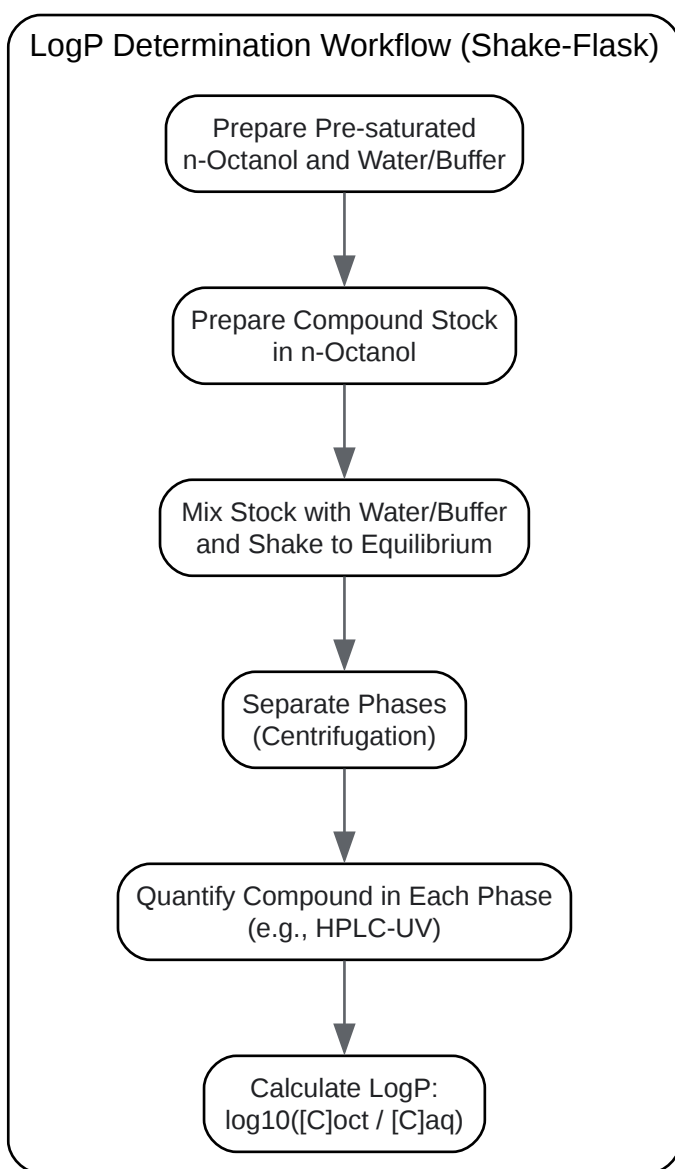 LogP Determination Workflow (Shake-Flask)
Prepare Pre-saturated
n-Octanol and Water/Buffer
Prepare Compound Stock
in n-Octanol
Mix Stock with Water/Buffer
and Shake to Equilibrium
Separate Phases
(Centrifugation)
Quantify Compound in Each Phase
(e.g., HPLC-UV)
Calculate LogP:
log10([C]oct / [C]aq)